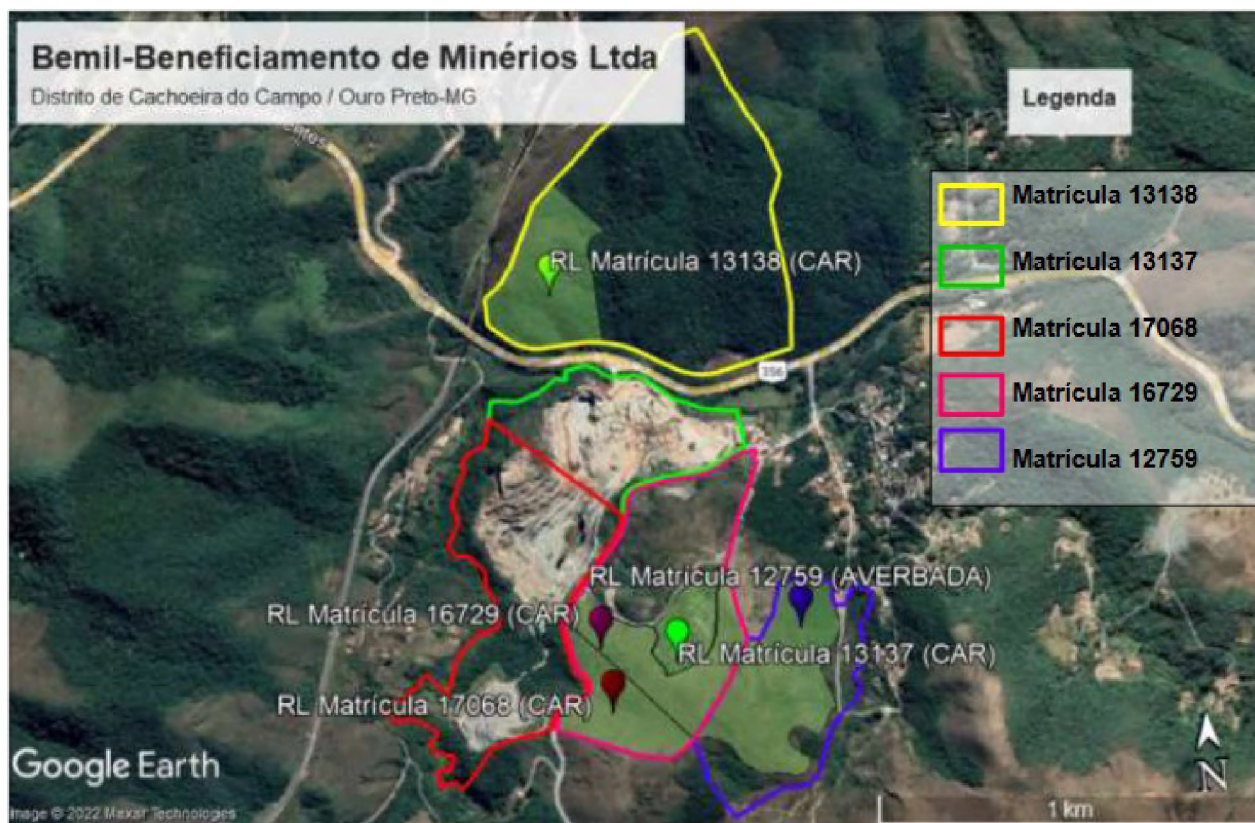 Bemil-Beneficiamento de Minérios Ltda
Distrito de Cachoeira do Campo / Ouro Preto-MG
Legenda
Matrícula 13138
Matrícula 13137
Matrícula 17068
Matrícula 16729
Matrícula 12759
RL Matrícula 13138 (CAR)
356
RL Matrícula 12759 (AVERBADA)
RL Matrícula 16729 (CAR)
RL Matrícula 13137 (CAR)
RL Matrícula 17068 (CAR)
Google Earth
Image © 2022 Maxar Technologies
N
1 km